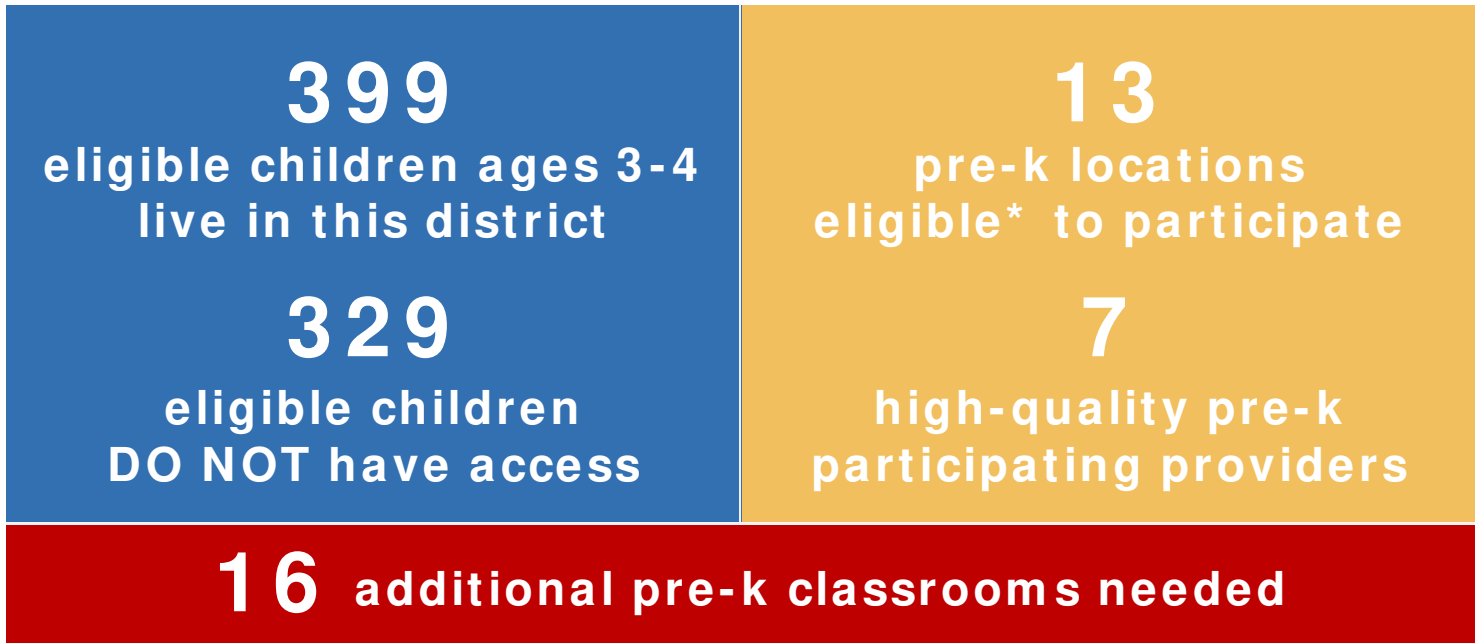 399
eligible children ages 3-4
live in this district
329
eligible children
DO NOT have access
13
pre-k locations
eligible* to participate
7
high-quality pre-k
participating providers
16 additional pre-k classrooms needed